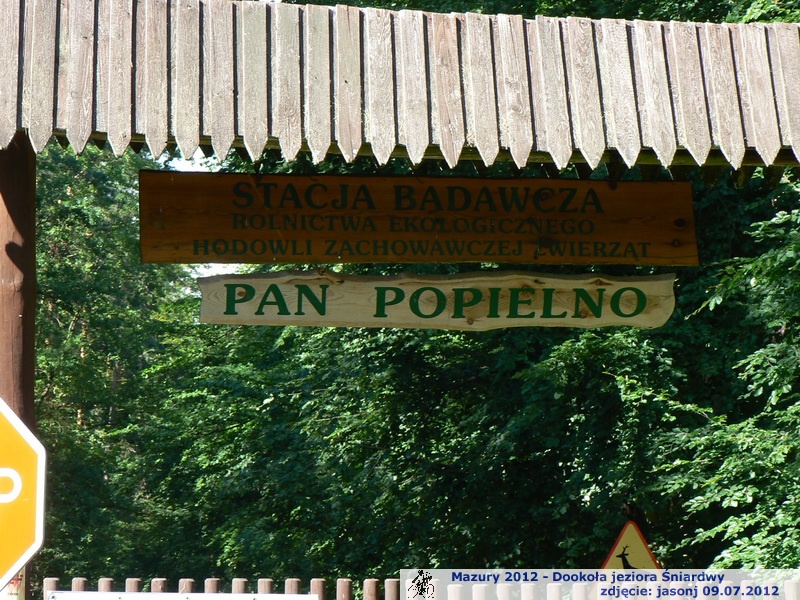 STACJA BADAWCZA
ROLNICTWA EKOLOGICZNEGO
HODOWLI ZACHOWAWCZEJ ZWIERZĄT
PAN POPIELNO
Mazury 2012 - Dookoła jeziora Śniardwy
zdjęcie: jasonj 09.07.2012